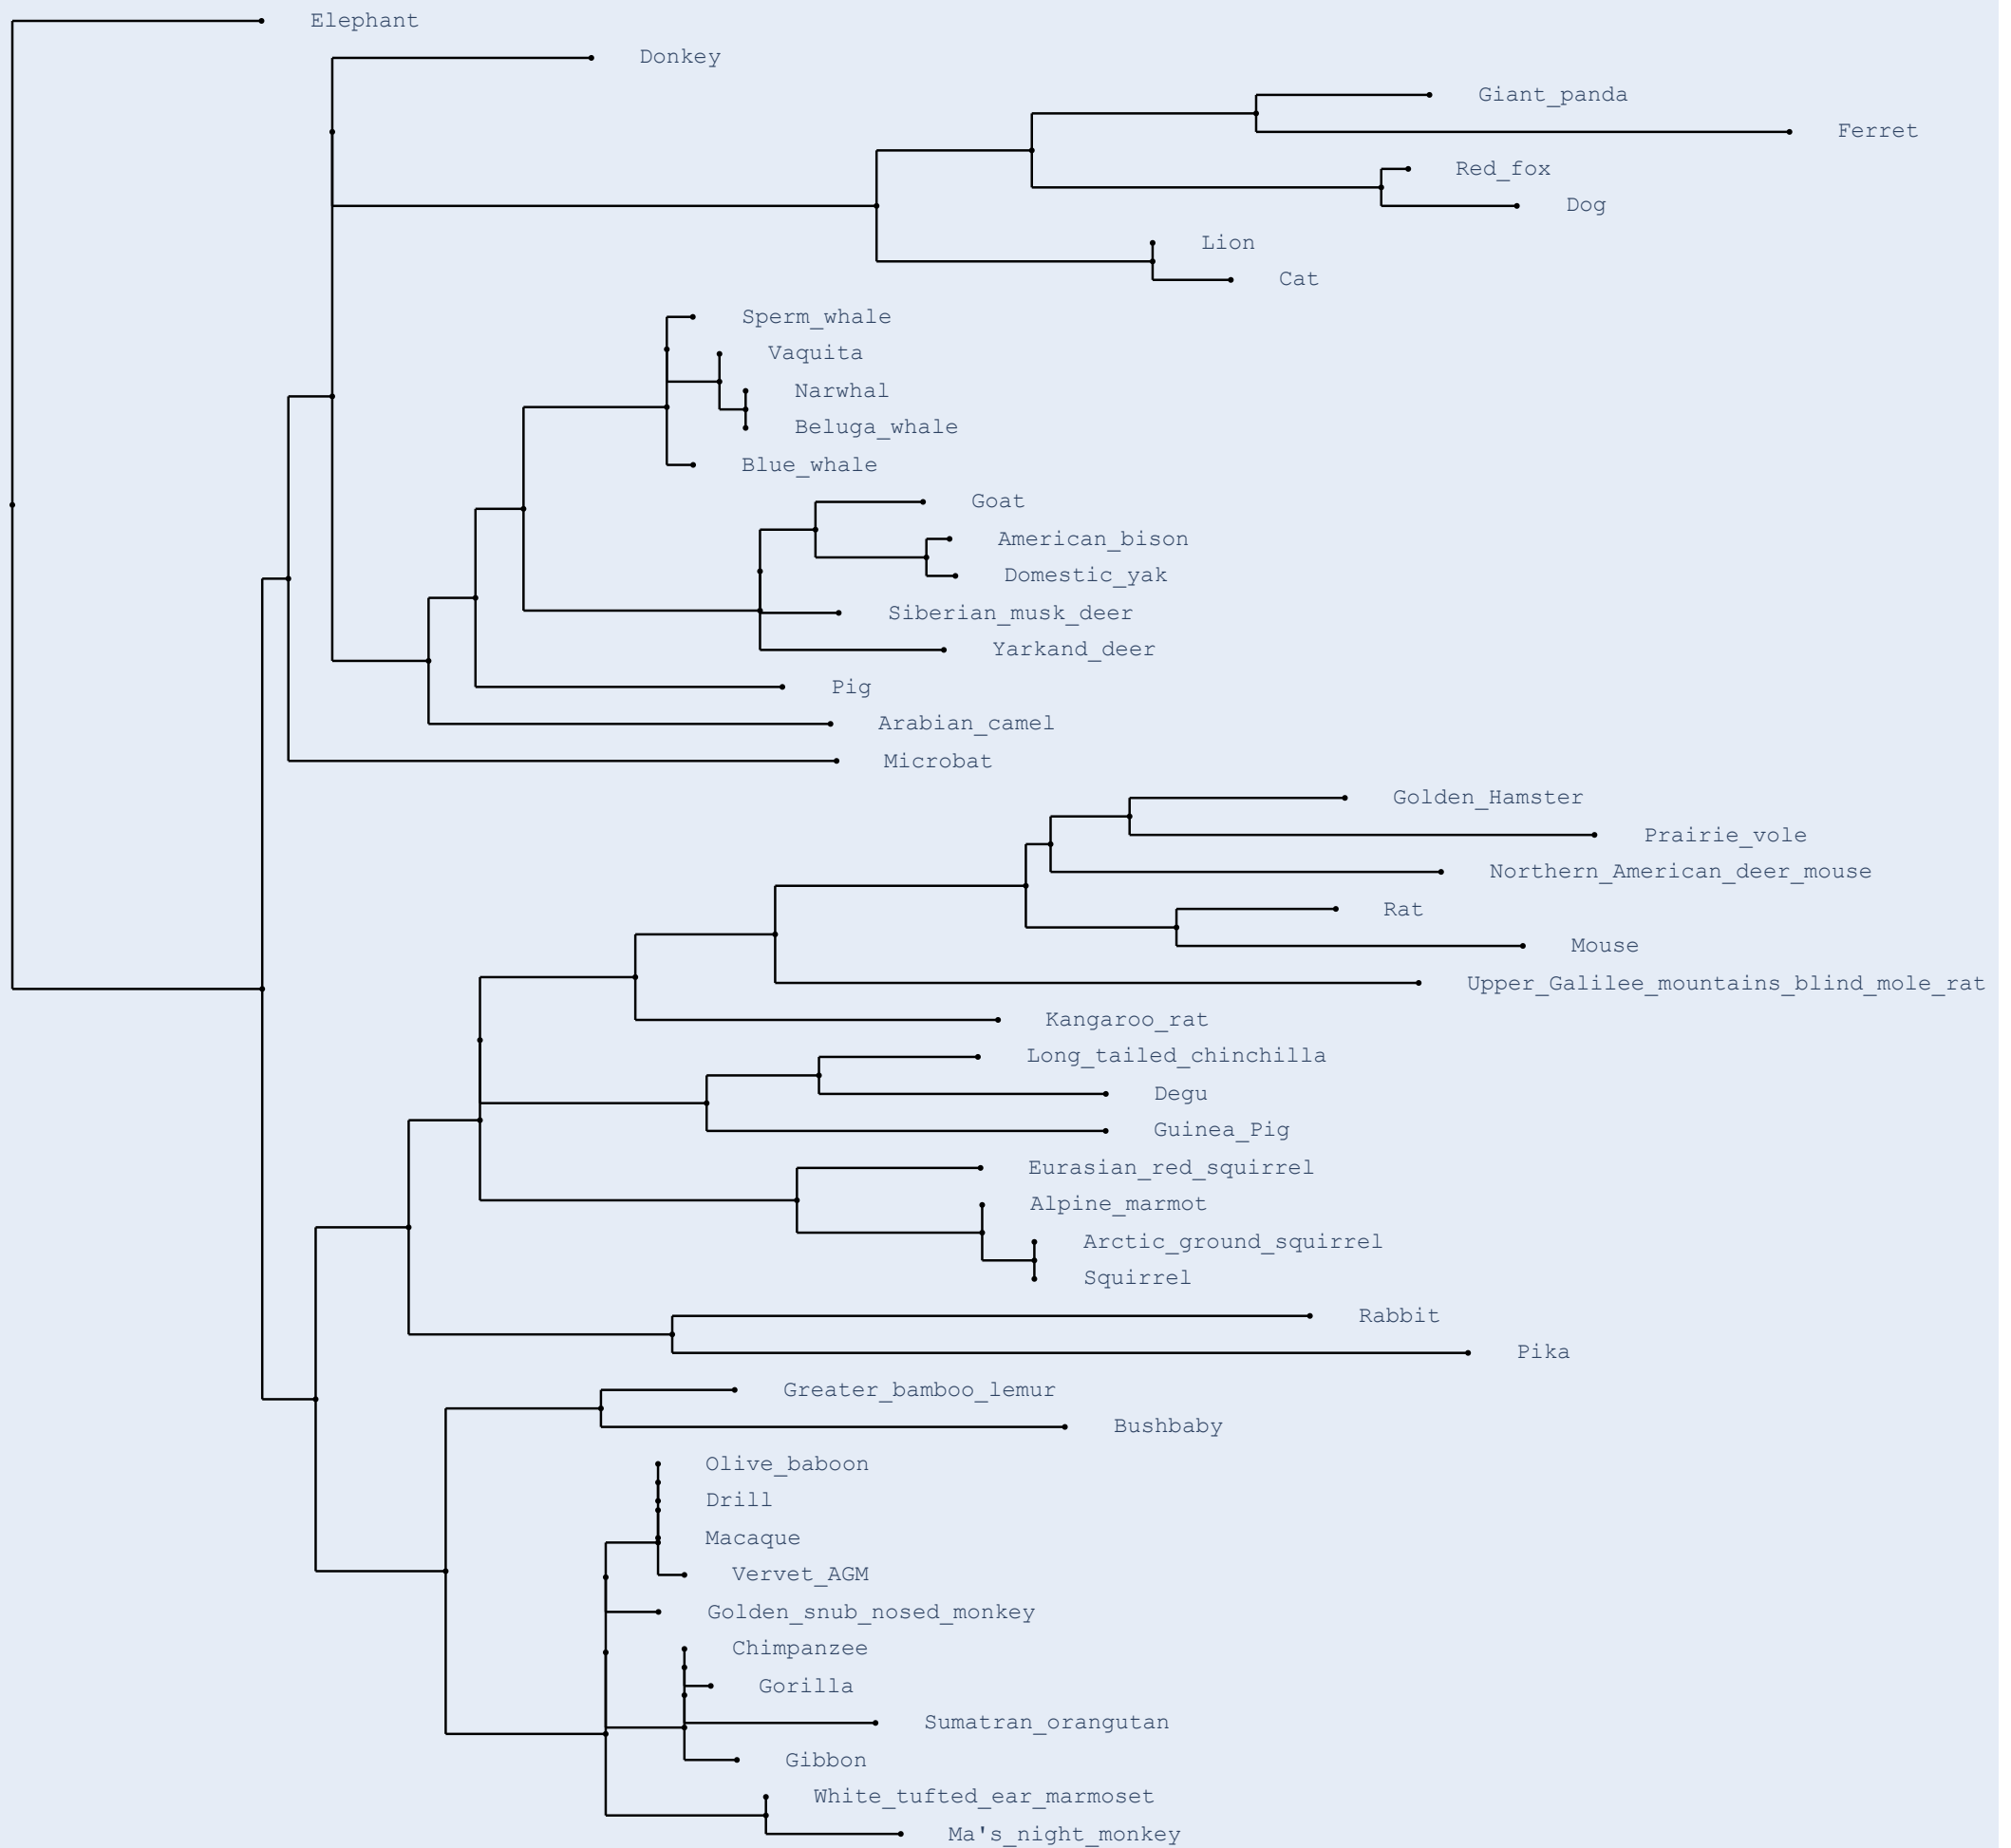 Elephant
Donkey
Giant_panda
Ferret
Red_fox
Dog
Lion
Cat
Sperm_whale
Vaquita
Narwhal
Beluga_whale
Blue_whale
Goat
American_bison
Domestic_yak
Siberian_musk_deer
Yarkand_deer
Pig
Arabian_camel
Microbat
Golden_Hamster
Prairie_vole
Northern_American_deer_mouse
Rat
Mouse
Upper_Galilee_mountains_blind_mole_rat
Kangaroo_rat
Long_tailed_chinchilla
Degu
Guinea_Pig
Eurasian_red_squirrel
Alpine_marmot
Arctic_ground_squirrel
Squirrel
Rabbit
Pika
Greater_bamboo_lemur
Bushbaby
Olive_baboon
Drill
Macaque
Vervet_AGM
Golden_snub_nosed_monkey
Chimpanzee
Gorilla
Sumatran_orangutan
Gibbon
White_tufted_ear_marmoset
Ma's_night_monkey